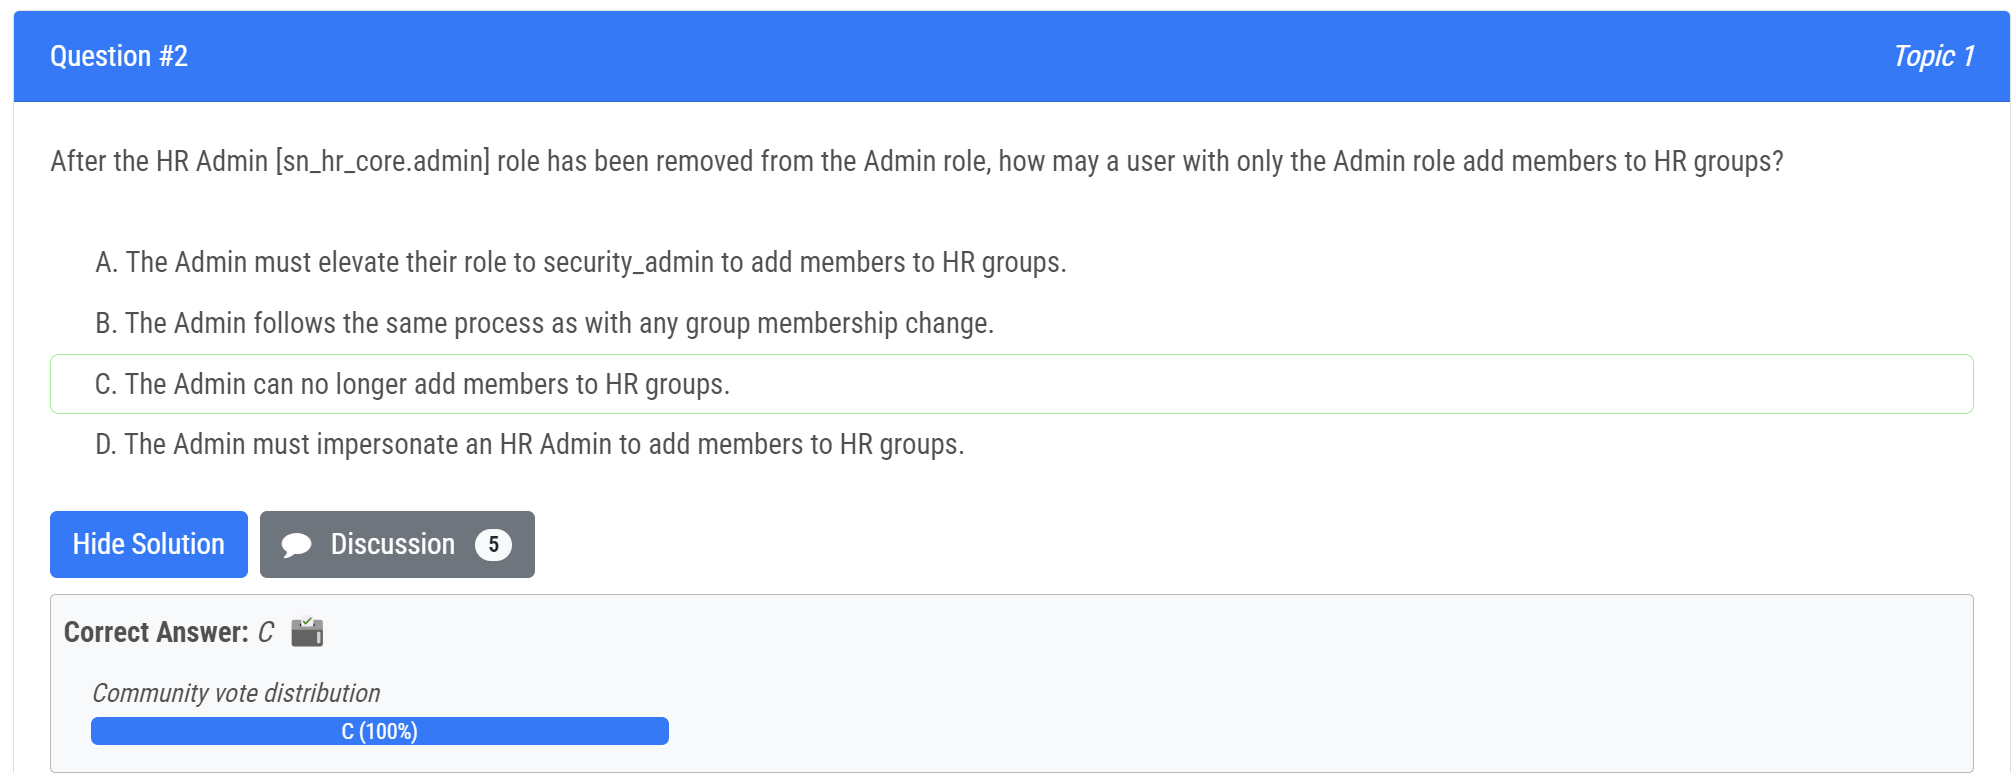 Question #2
Topic 1
After the HR Admin [sn_hr_core.admin] role has been removed from the Admin role, how may a user with only the Admin role add members to HR groups?
A. The Admin must elevate their role to security_admin to add members to HR groups.
B. The Admin follows the same process as with any group membership change.
C. The Admin can no longer add members to HR groups.
D. The Admin must impersonate an HR Admin to add members to HR groups.
Hide Solution
Discussion 5
Correct Answer: C
Community vote distribution
C (100%)